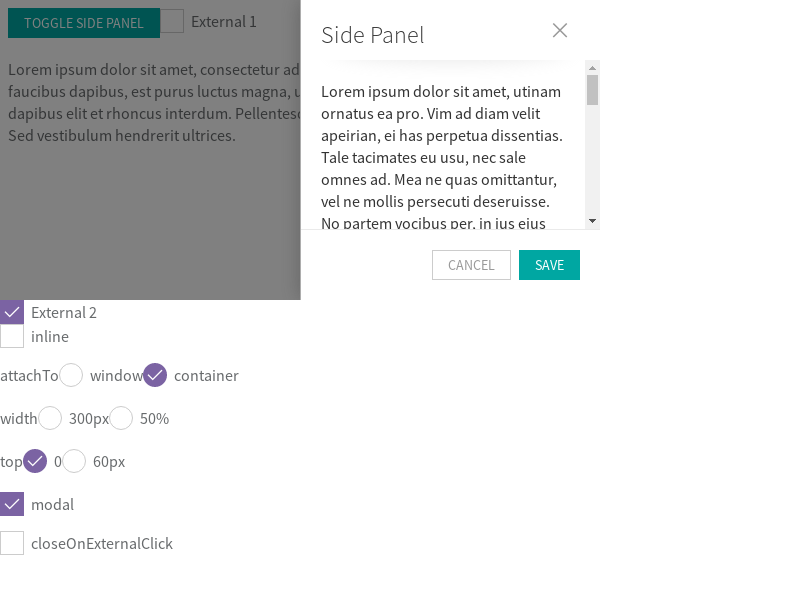 TOGGLE SIDE PANEL External 1
Lorem ipsum dolor sit amet, consectetur ad
faucibus dapibus, est purus luctus magna, u
dapibus elit et rhoncus interdum. Pellentesc
Sed vestibulum hendrerit ultrices.
Side Panel
Lorem ipsum dolor sit amet, utinam
ornatus ea pro. Vim ad diam velit
apeirian, ei has perpetua dissentias.
Tale tacimates eu usu, nec sale
omnes ad. Mea ne quas omittantur,
vel ne mollis persecuti deseruisse.
No partem vocibus per, in ius eius
CANCEL SAVE
External 2
inline
attachTo window container
width 300px 50%
top 0 60px
modal
closeOnExternalClick